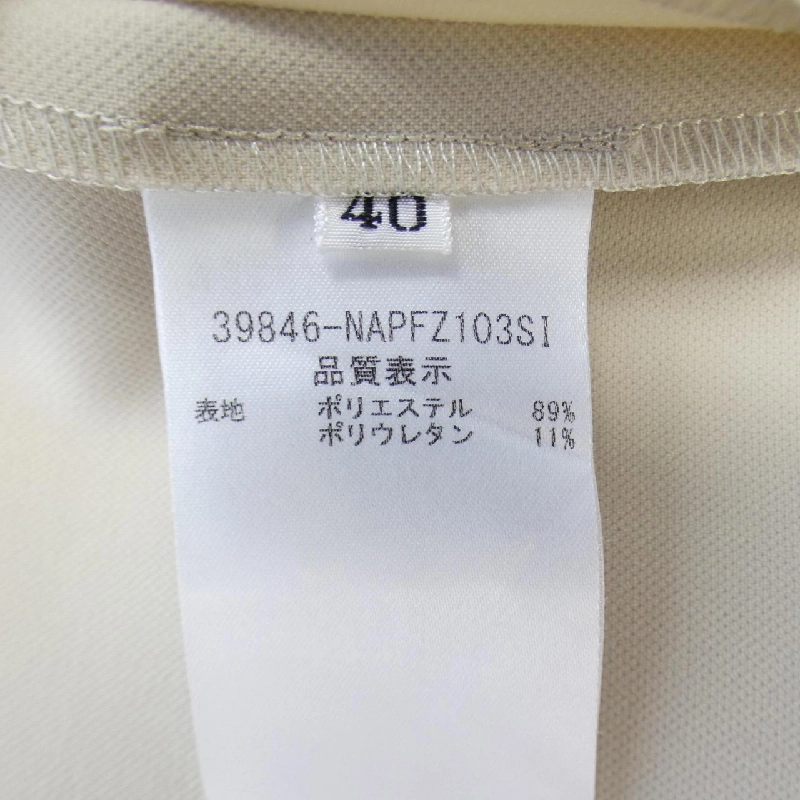 40
39846-NAPFZ103SI
品質表示
表地 ポリエステル 89%
ポリウレタン 11%